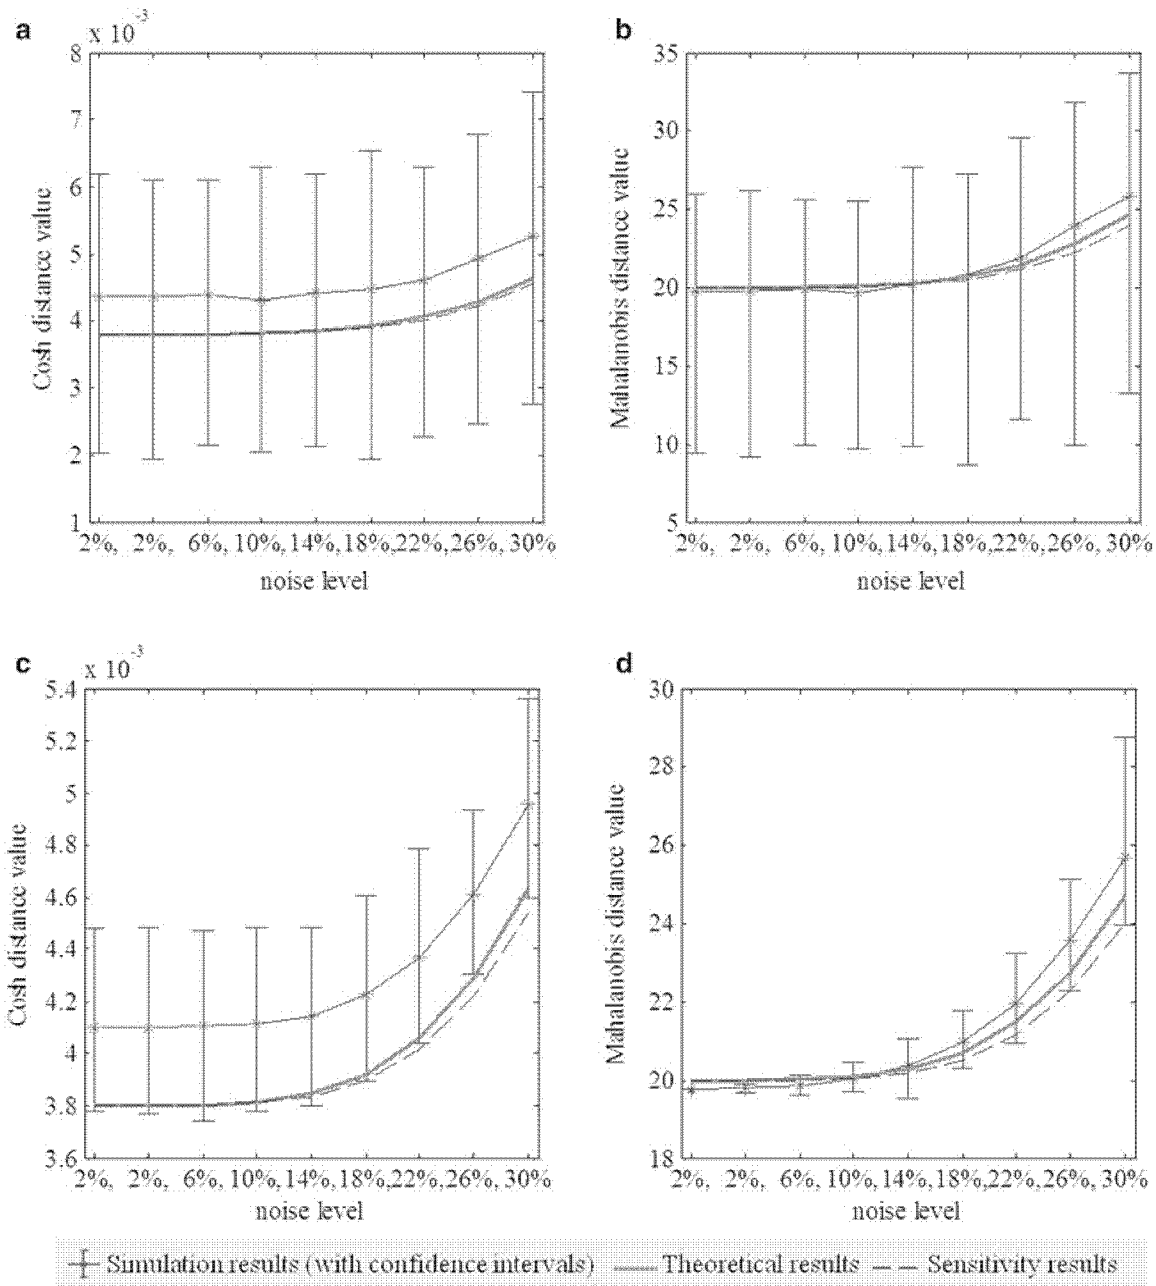 a
x 10-3
8
7
6
5
4
3
2
1
Cosh distance value
2%, 2%, 6%, 10%, 14%, 18%, 22%, 26%, 30%
noise level
b
35
30
25
20
15
10
5
Mahalanobis distance value
2%, 2%, 6%, 10%, 14%, 18%, 22%, 26%, 30%
noise level
c
x 10-3
5.4
5.2
5
4.8
4.6
4.4
4.2
4
3.8
3.6
Cosh distance value
2%, 2%, 6%, 10%, 14%, 18%, 22%, 26%, 30%
noise level
d
30
28
26
24
22
20
18
Mahalanobis distance value
2%, 2%, 6%, 10%, 14%, 18%, 22%, 26%, 30%
noise level
Simulation results (with confidence intervals) Theoretical results Sensitivity results